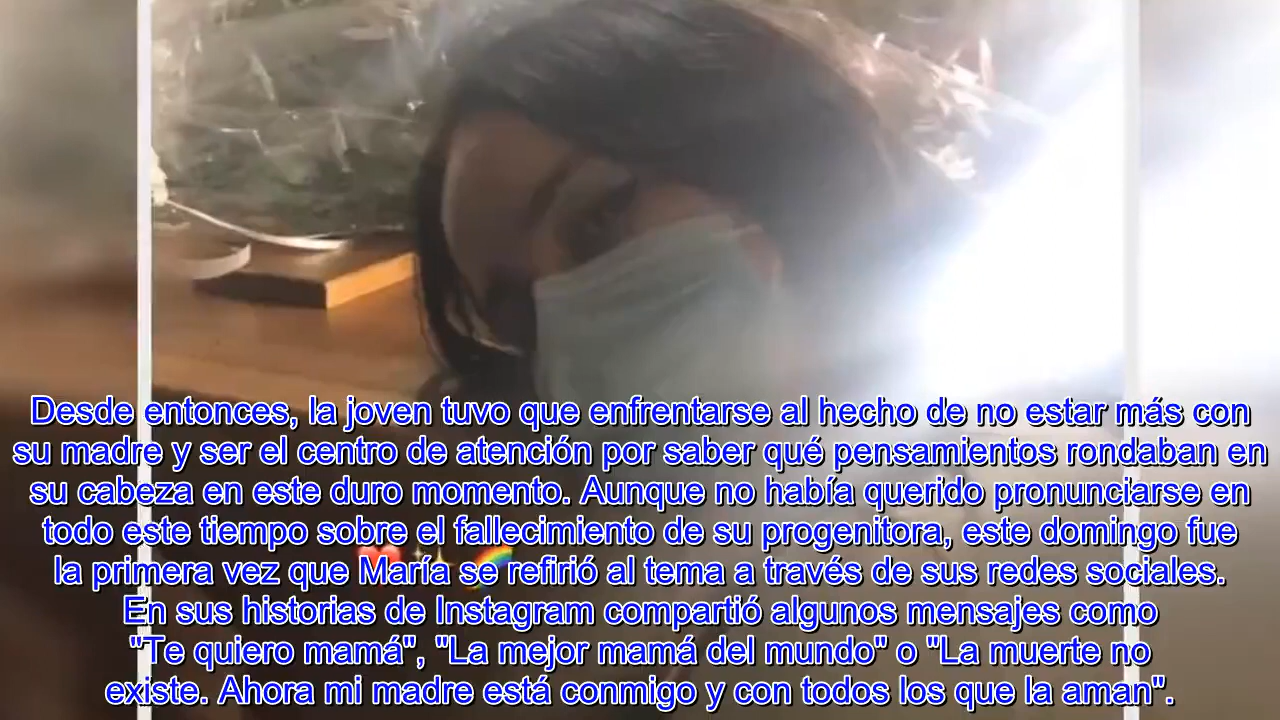 Desde entonces, la joven tuvo que enfrentarse al hecho de no estar más con
su madre y ser el centro de atención por saber qué pensamientos rondaban en
su cabeza en este duro momento. Aunque no había querido pronunciarse en
todo este tiempo sobre el fallecimiento de su progenitora, este domingo fue
la primera vez que María se refirió al tema a través de sus redes sociales.
En sus historias de Instagram compartió algunos mensajes como
"Te quiero mamá", "La mejor mamá del mundo" o "La muerte no
existe. Ahora mi madre está conmigo y con todos los que la aman".